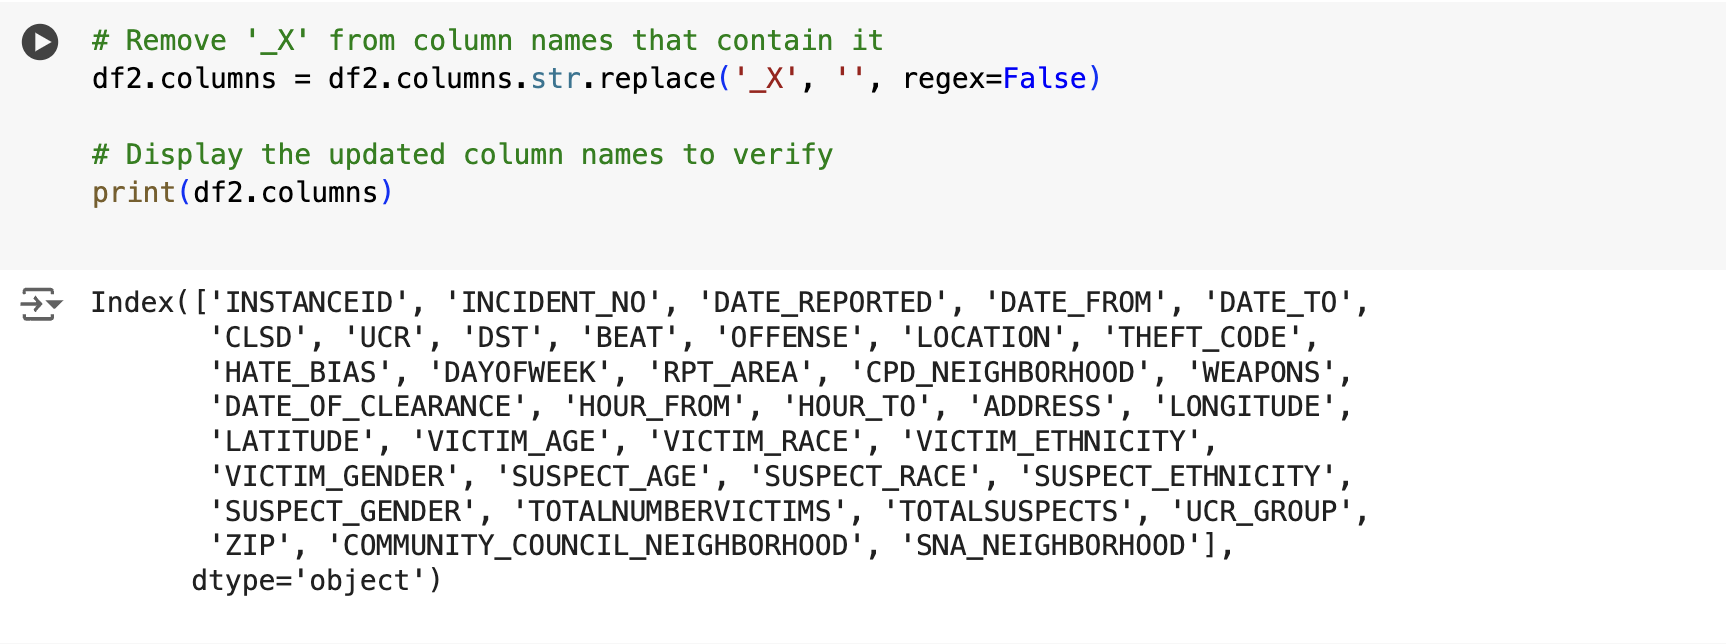 # Remove '_X' from column names that contain it
df2.columns = df2.columns.str.replace('_X', '', regex=False)
# Display the updated column names to verify
print(df2.columns)
Index(['INSTANCEID', 'INCIDENT_NO', 'DATE_REPORTED', 'DATE_FROM', 'DATE_TO',
'CLSD', 'UCR', 'DST', 'BEAT', 'OFFENSE', 'LOCATION', 'THEFT_CODE',
'HATE_BIAS', 'DAYOFWEEK', 'RPT_AREA', 'CPD_NEIGHBORHOOD', 'WEAPONS',
'DATE_OF_CLEARANCE', 'HOUR_FROM', 'HOUR_TO', 'ADDRESS', 'LONGITUDE',
'LATITUDE', 'VICTIM_AGE', 'VICTIM_RACE', 'VICTIM_ETHNICITY',
'VICTIM_GENDER', 'SUSPECT_AGE', 'SUSPECT_RACE', 'SUSPECT_ETHNICITY',
'SUSPECT_GENDER', 'TOTALNUMBERVICTIMS', 'TOTALSUSPECTS', 'UCR_GROUP',
'ZIP', 'COMMUNITY_COUNCIL_NEIGHBORHOOD', 'SNA_NEIGHBORHOOD'],
dtype='object')